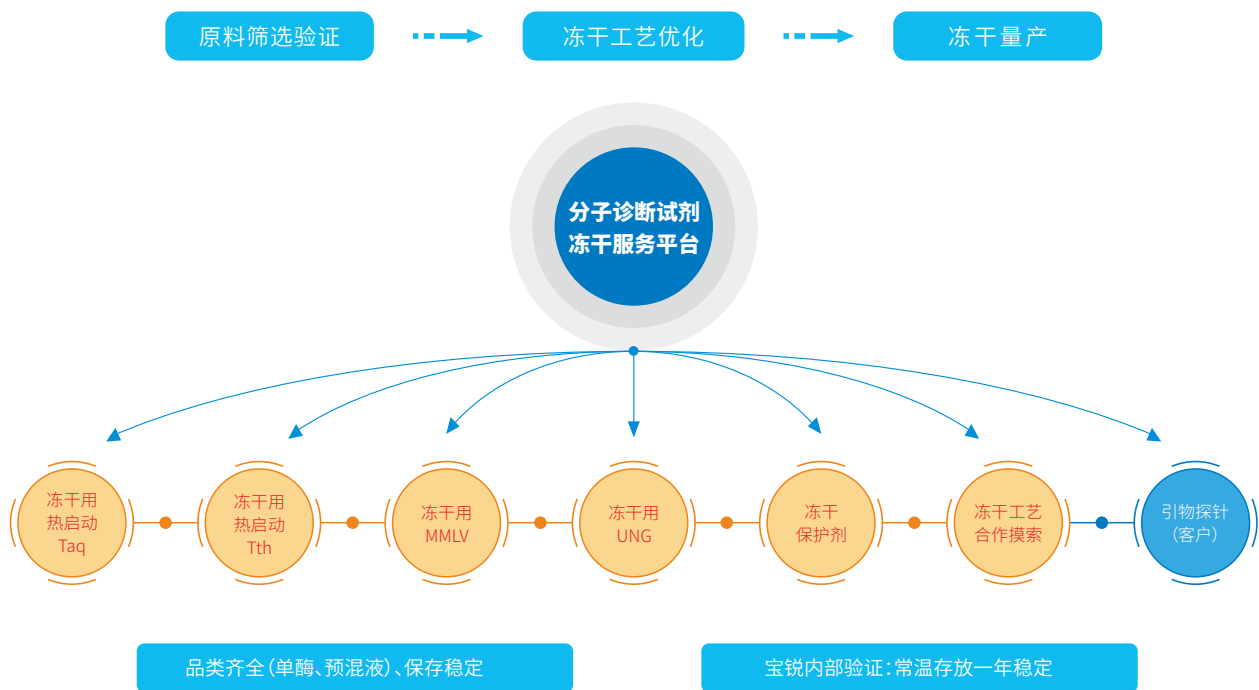 原料筛选验证
冻干工艺优化
冻干量产
分子诊断试剂
冻干服务平台
冻干用
热启动
Taq
冻干用
热启动
Tth
冻干用
MMLV
冻干用
UNG
冻干
保护剂
冻干工艺
合作摸索
引物探针
（客户）
品类齐全（单酶、预混液）、保存稳定
宝锐内部验证：常温存放一年稳定